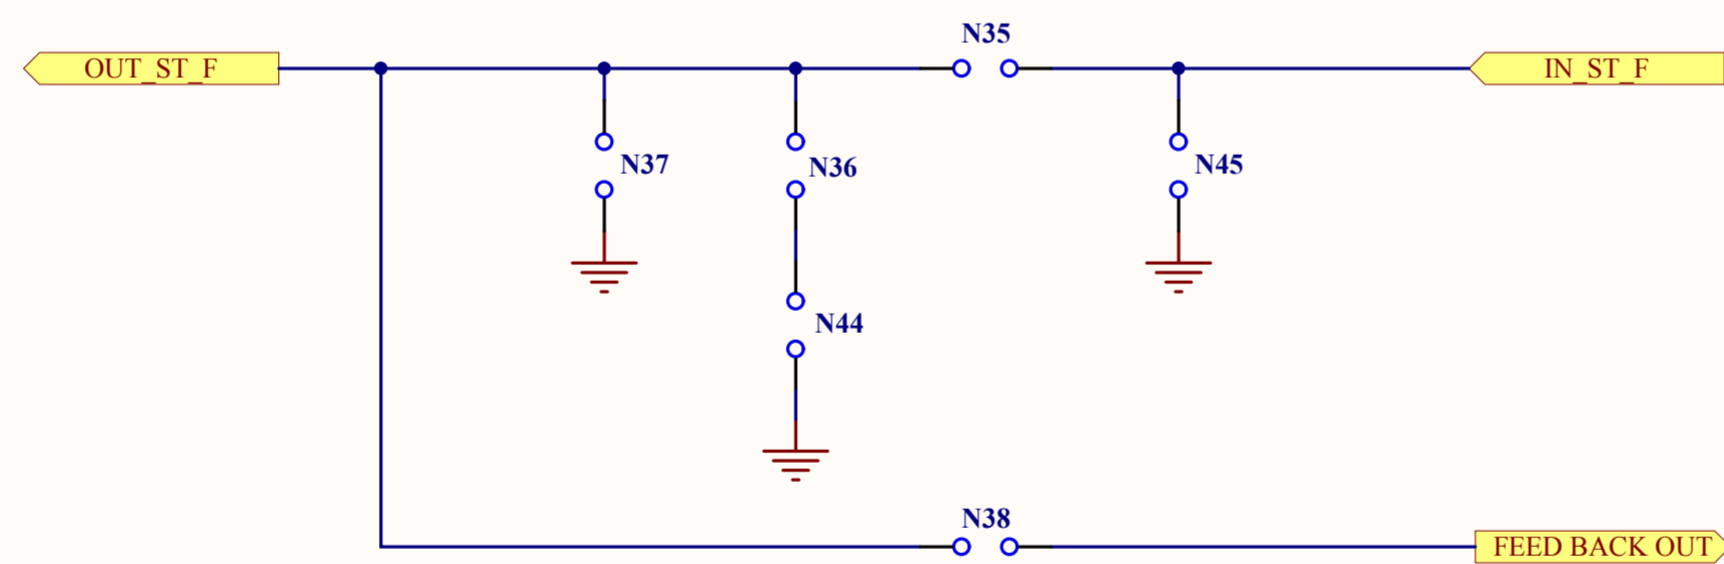 N35
OUT_ST_F
IN_ST_F
N37
N36
N45
N44
N38
FEED BACK OUT